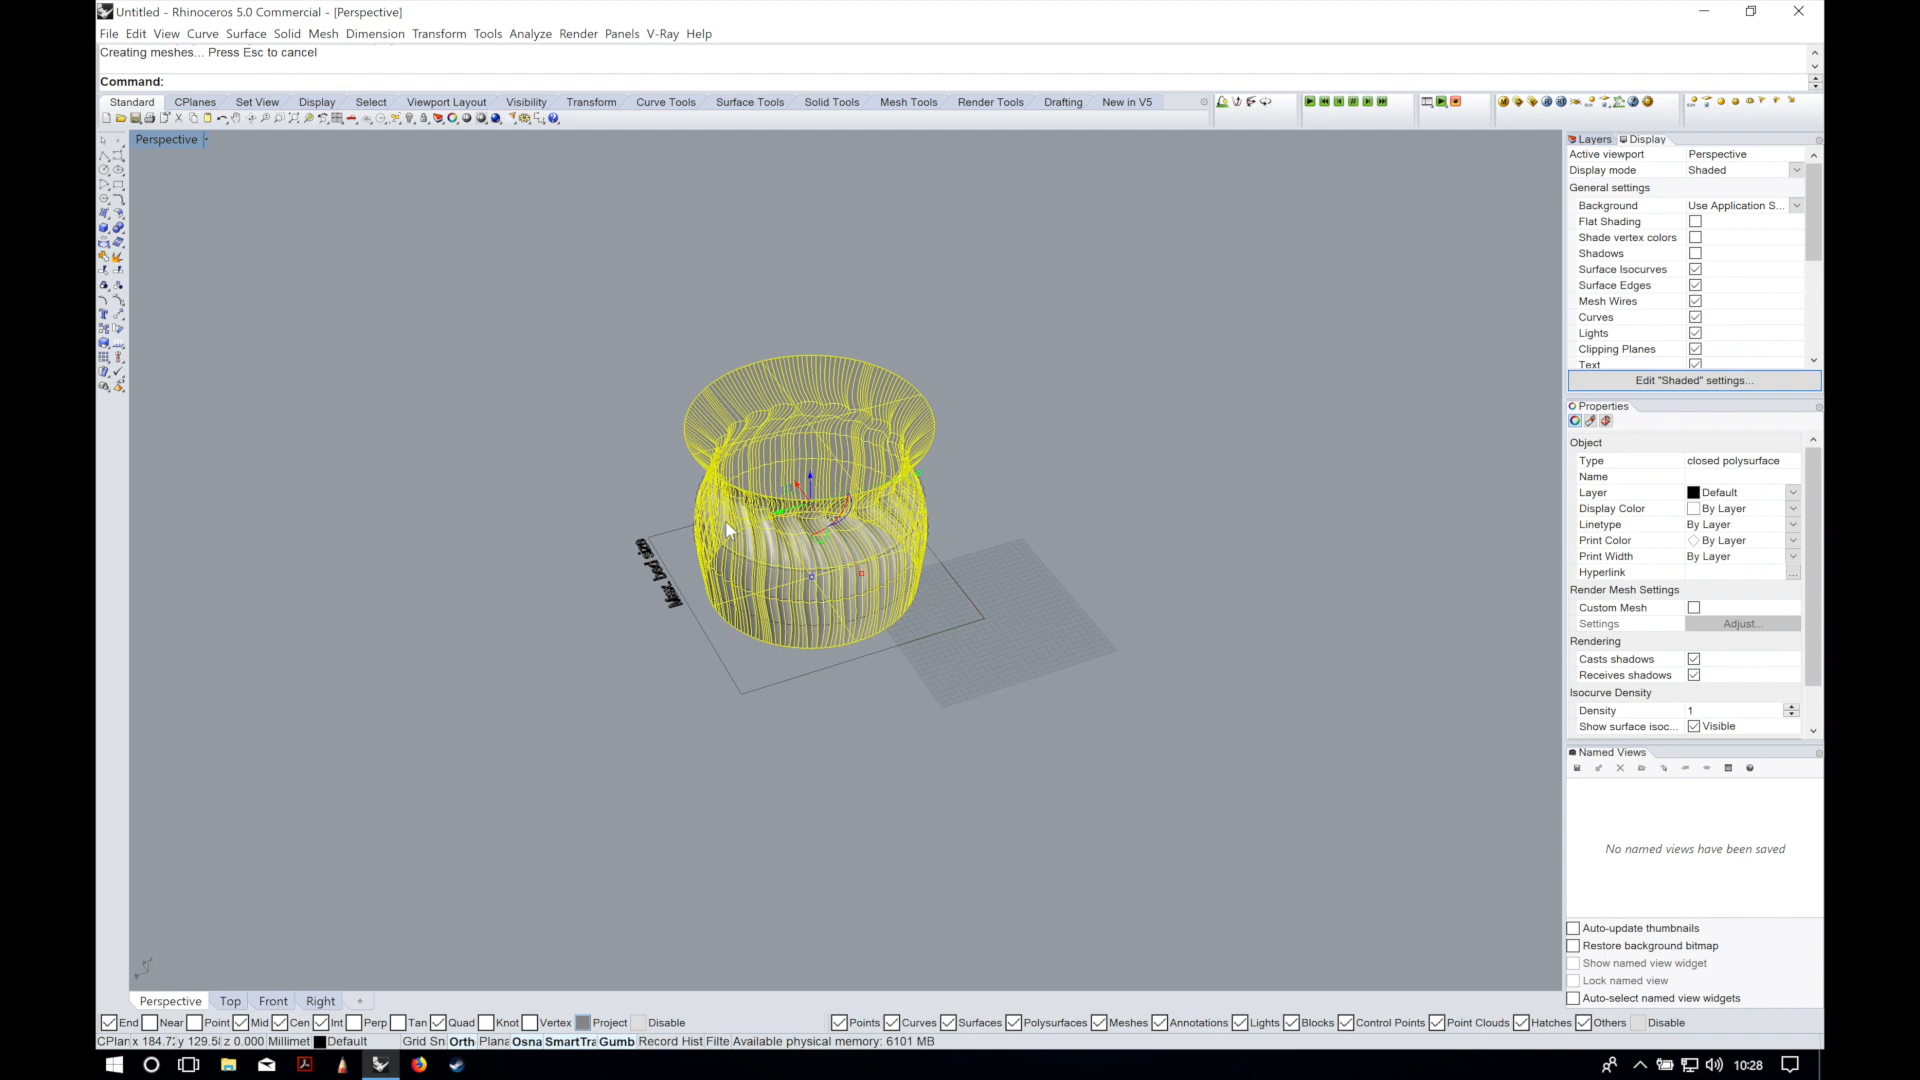 Untitled - Rhinoceros 5.0 Commercial - [Perspective]
File Edit View Curve Surface Solid Mesh Dimension Transform Tools Analyze Render Panels V-Ray Help
Creating meshes... Press Esc to cancel
Command:
Standard CPlanes Set View Display Select Viewport Layout Visibility Transform Curve Tools Surface Tools Solid Tools Mesh Tools Render Tools Drafting New in V5
Perspective
Max. bed size
Layers Display
Active viewport Perspective
Display mode Shaded
General settings
Background Use Application S...
Flat Shading
Shade vertex colors
Shadows
Surface Isocurves
Surface Edges
Mesh Wires
Curves
Lights
Clipping Planes
Text
Edit "Shaded" settings...
Properties
Object
Type closed polysurface
Name
Layer Default
Display Color By Layer
Linetype By Layer
Print Color By Layer
Print Width By Layer
Hyperlink ...
Render Mesh Settings
Custom Mesh
Settings Adjust...
Rendering
Casts shadows
Receives shadows
Isocurve Density
Density 1
Show surface isoc... Visible
Named Views
No named views have been saved
Auto-update thumbnails
Restore background bitmap
Show named view widget
Lock named view
Auto-select named view widgets
Perspective Top Front Right
End Near Point Mid Cen Int Perp Tan Quad Knot Vertex Project Disable
Points Curves Surfaces Polysurfaces Meshes Annotations Lights Blocks Control Points Point Clouds Hatches Others Disable
CPlan x 184.72 y 129.58 z 0.000 Millimet Default Grid Sn Orth Plana Osna SmartTra Gumb Record Hist Filte Available physical memory: 6101 MB
10:28